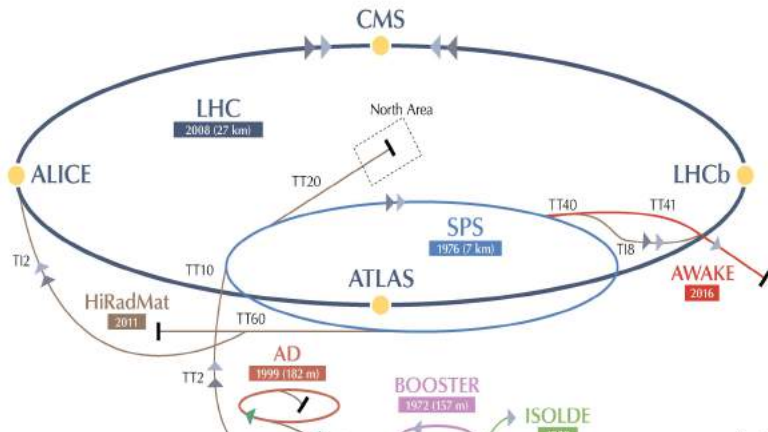 CMS
LHC
2008 (27 km)
North Area
ALICE
LHCb
TT20
TT40
TT41
SPS
1976 (7 km)
TI8
TI2
TT10
ATLAS
AWAKE
2016
HiRadMat
2011
TT60
AD
1999 (182 m)
TT2
BOOSTER
1972 (157 m)
ISOLDE